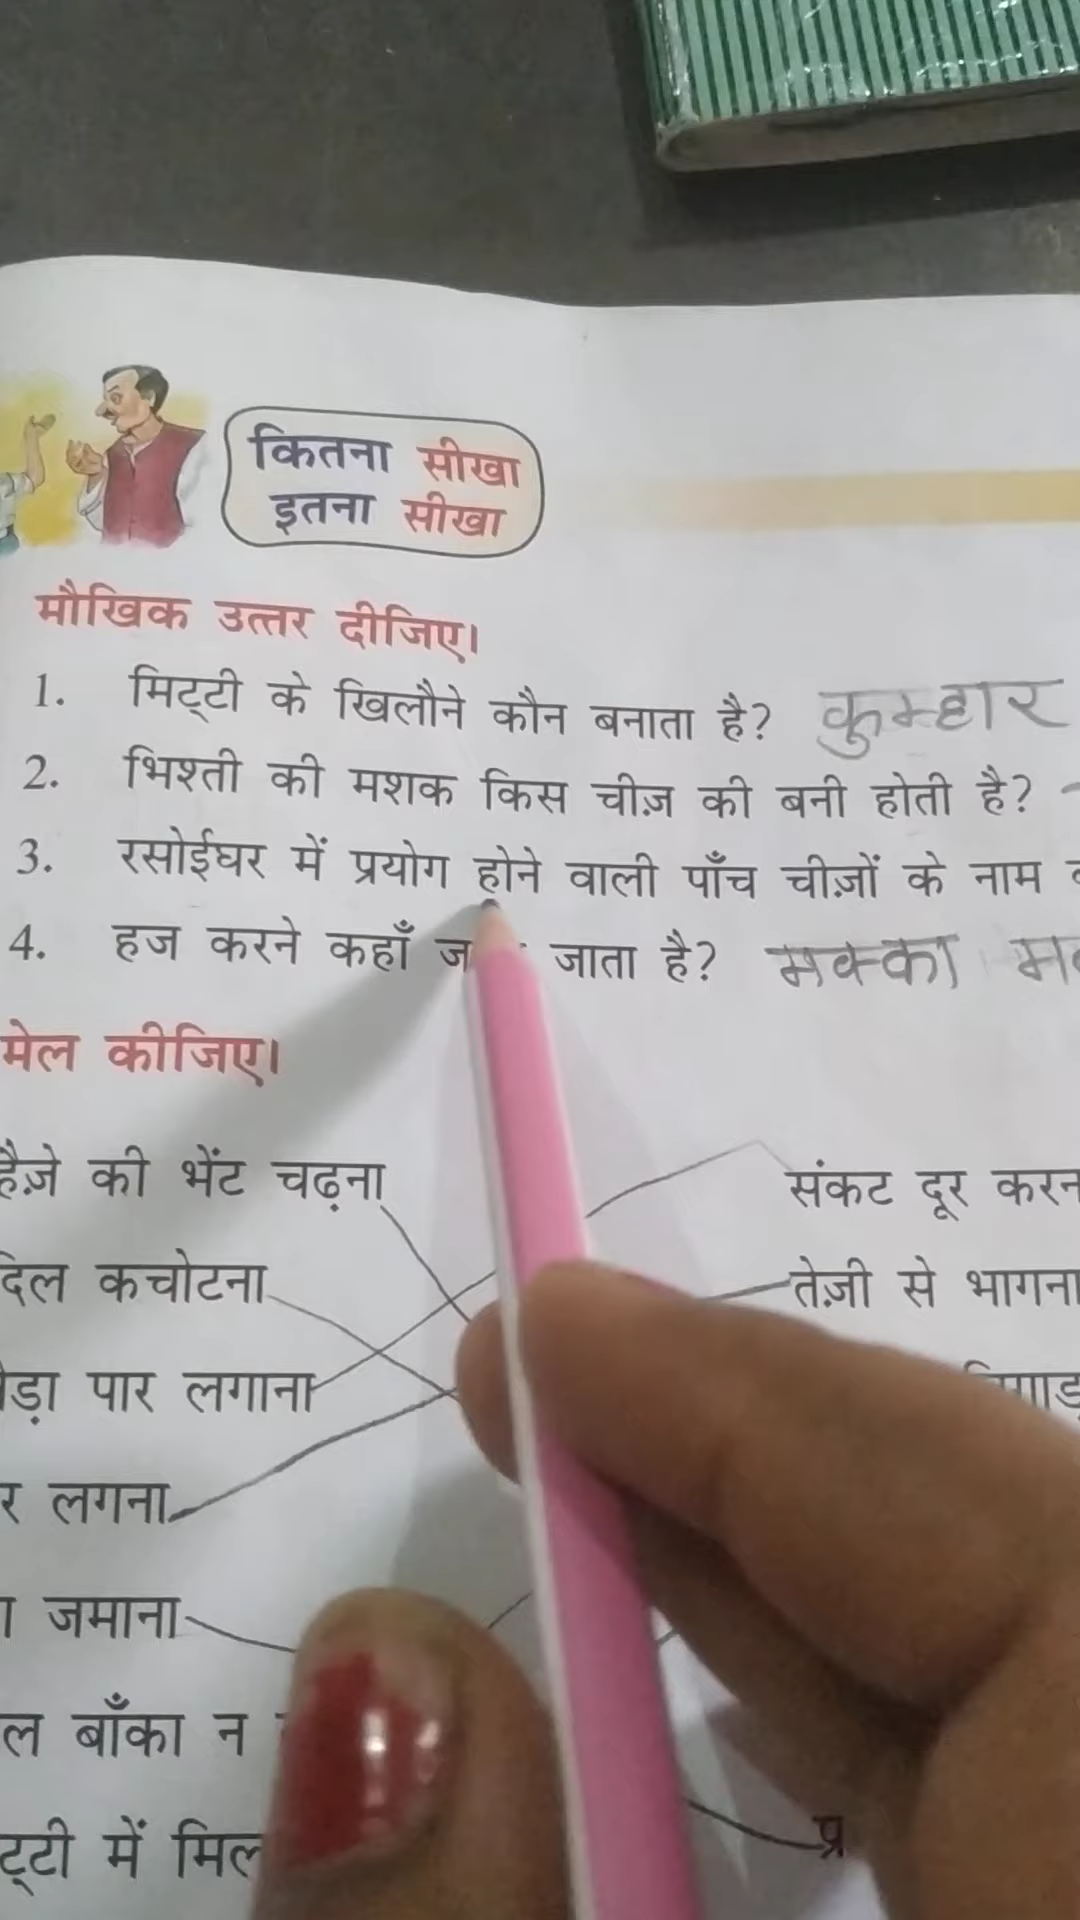 कितना सीखा
इतना सीखा
मौखिक उत्तर दीजिए।
1. मिट्टी के खिलौने कौन बनाता है? कुम्हार
2. भिश्ती की मशक किस चीज़ की बनी होती है?
3. रसोईघर में प्रयोग होने वाली पाँच चीज़ों के नाम
4. हज करने कहाँ जाता है? मक्का
मेल कीजिए।
हैज़े की भेंट चढ़ना संकट दूर
दिल कचोटना तेज़ी से भागना
पार लगाना
लगना
जमाना
बाँका न
में